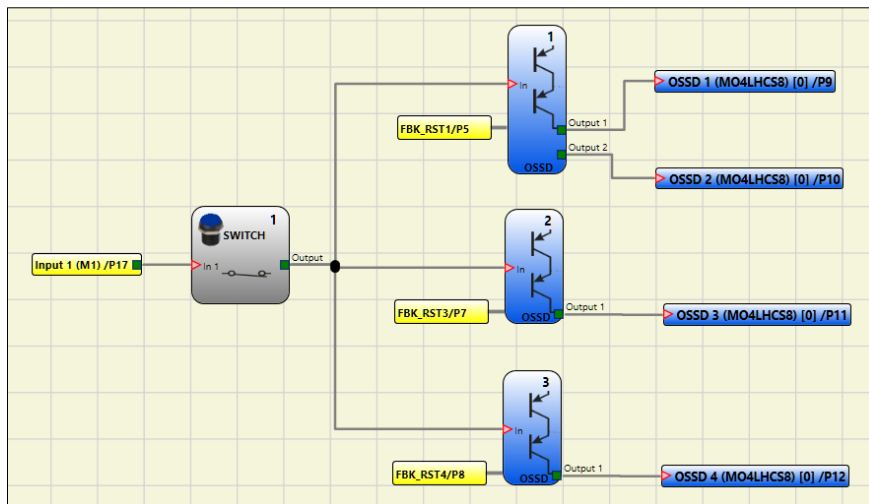 1
In
Output 1
Output 2
OSSD
FBK_RST1/P5
OSSD 1 (MO4LHCS8) [0] /P9
OSSD 2 (MO4LHCS8) [0] /P10
Input 1 (M1) /P17
1
SWITCH
In 1
Output
2
In
Output 1
OSSD
FBK_RST3/P7
OSSD 3 (MO4LHCS8) [0] /P11
3
In
Output 1
OSSD
FBK_RST4/P8
OSSD 4 (MO4LHCS8) [0] /P12